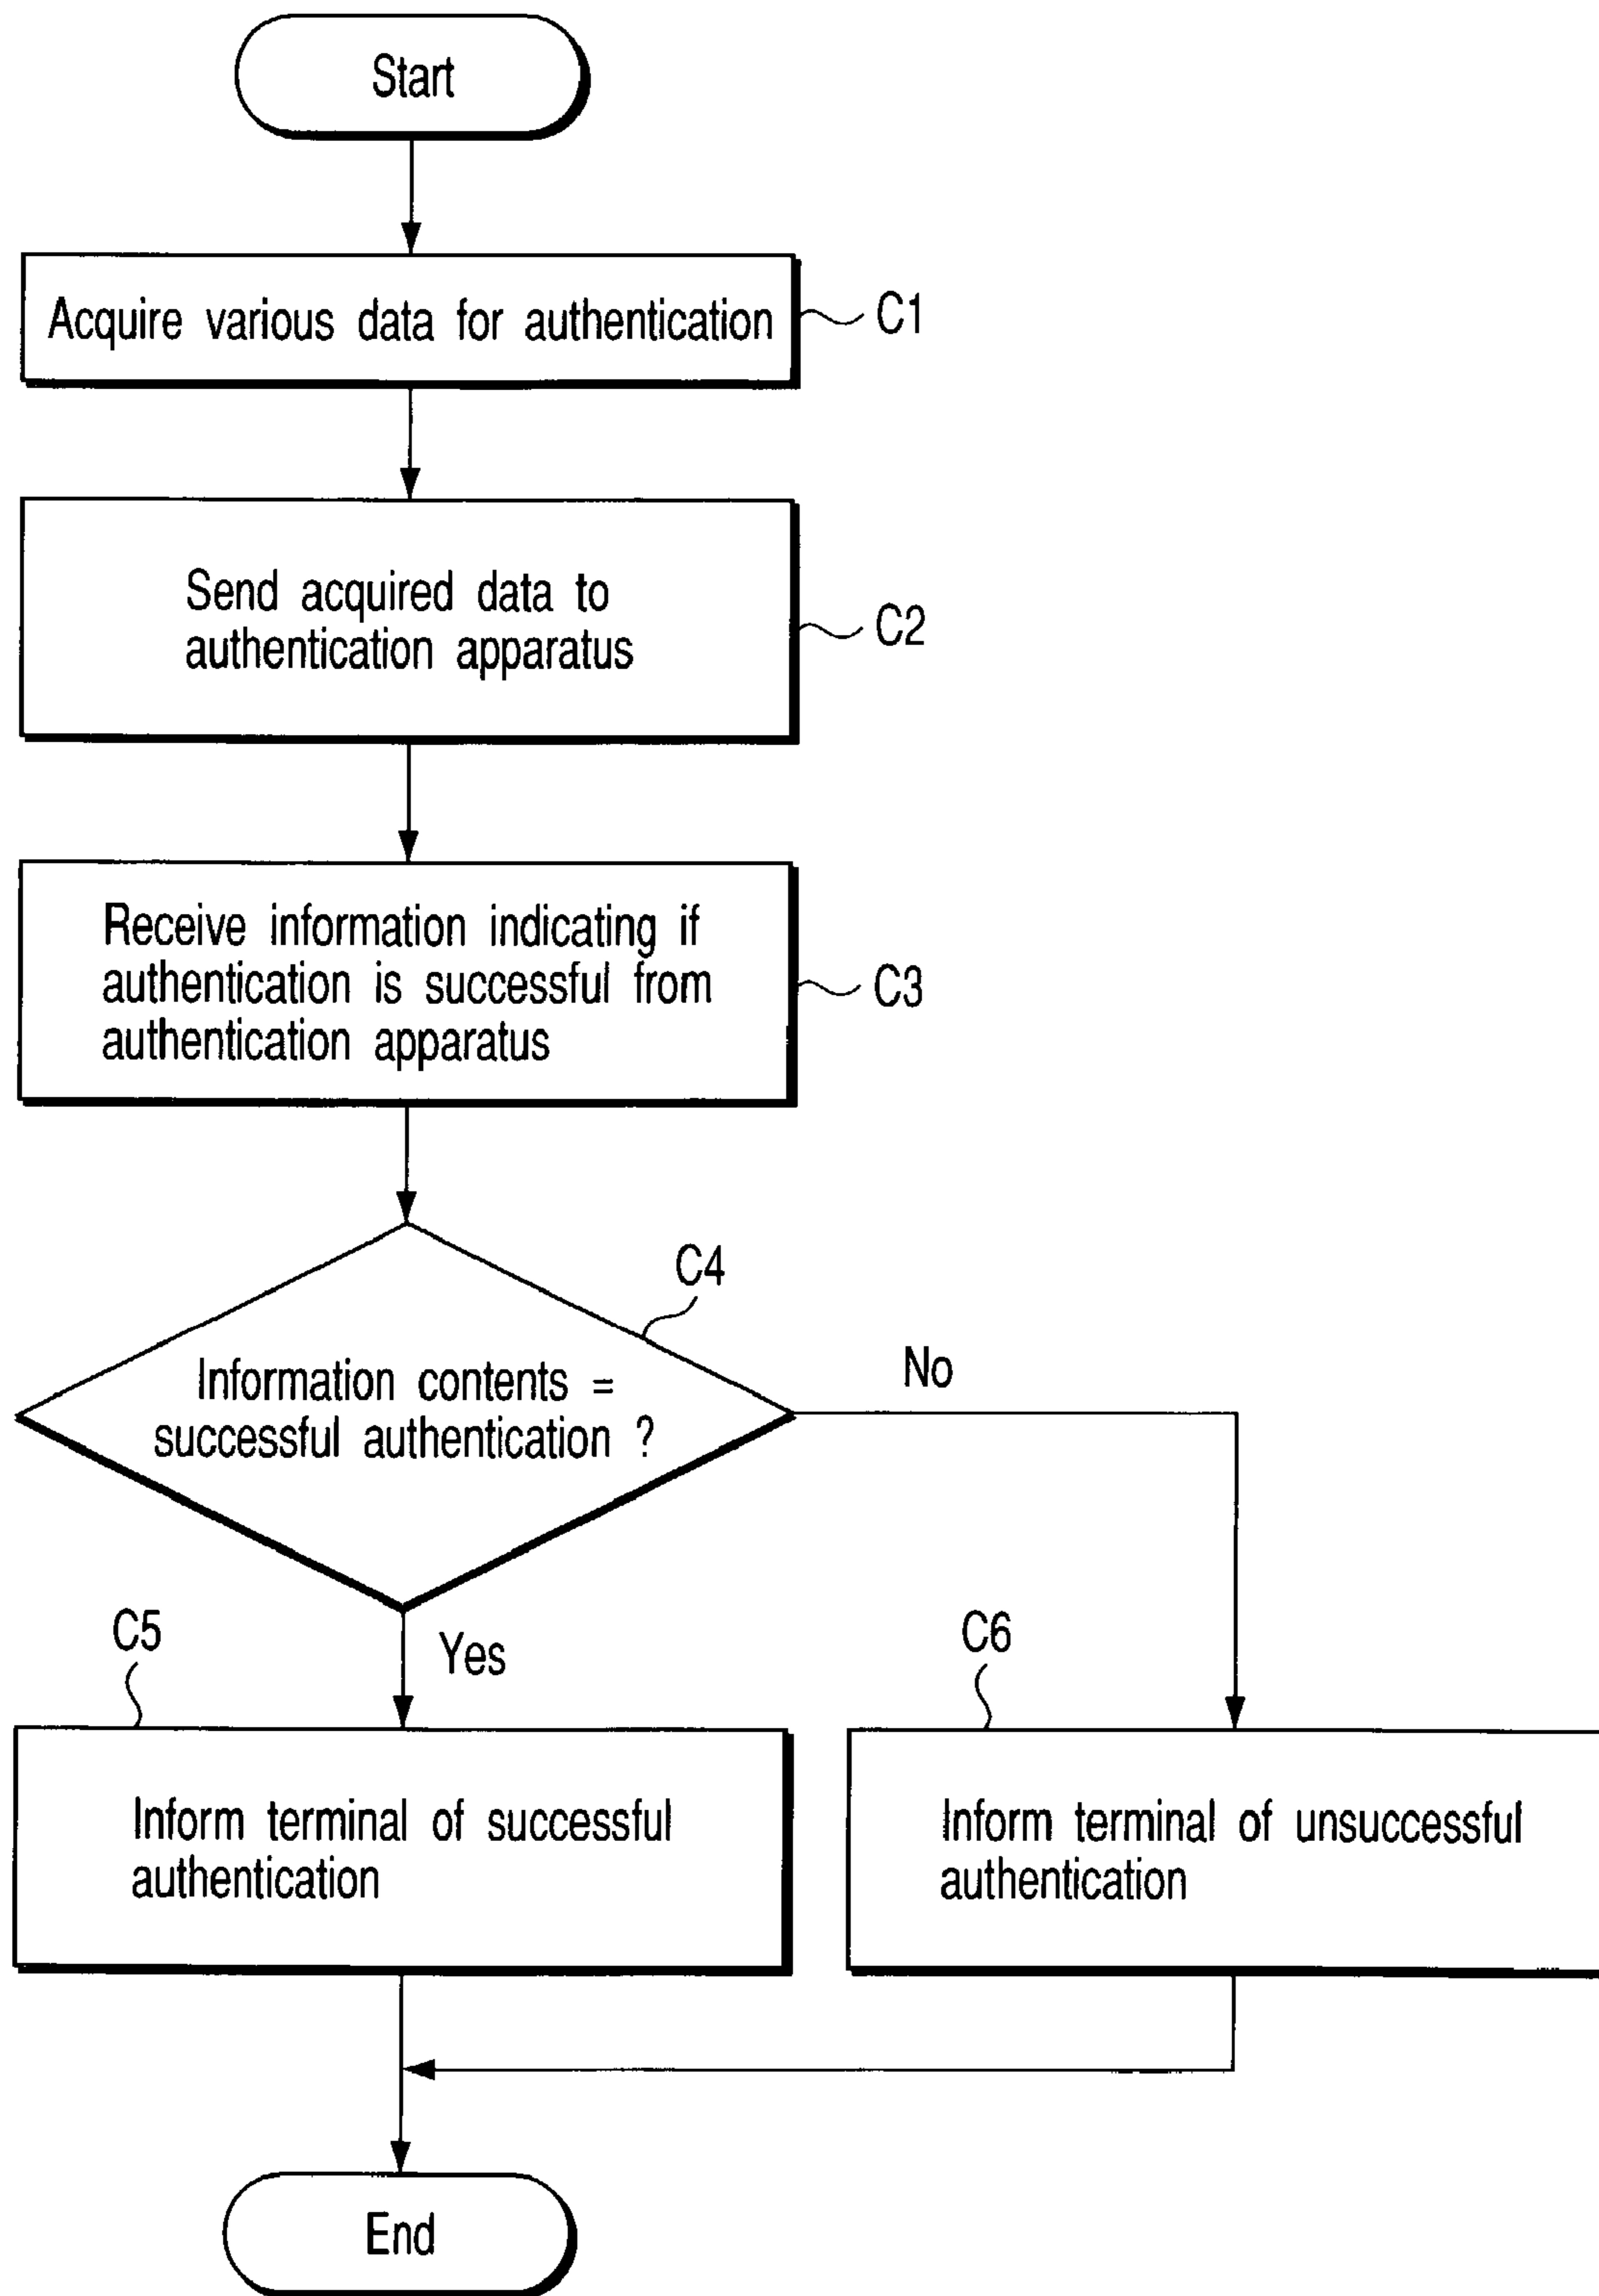 Start
Acquire various data for authentication
C1
Send acquired data to
authentication apparatus
C2
Receive information indicating if
authentication is successful from
authentication apparatus
C3
C4
Information contents =
successful authentication ?
No
Yes
C5
Inform terminal of successful
authentication
C6
Inform terminal of unsuccessful
authentication
End